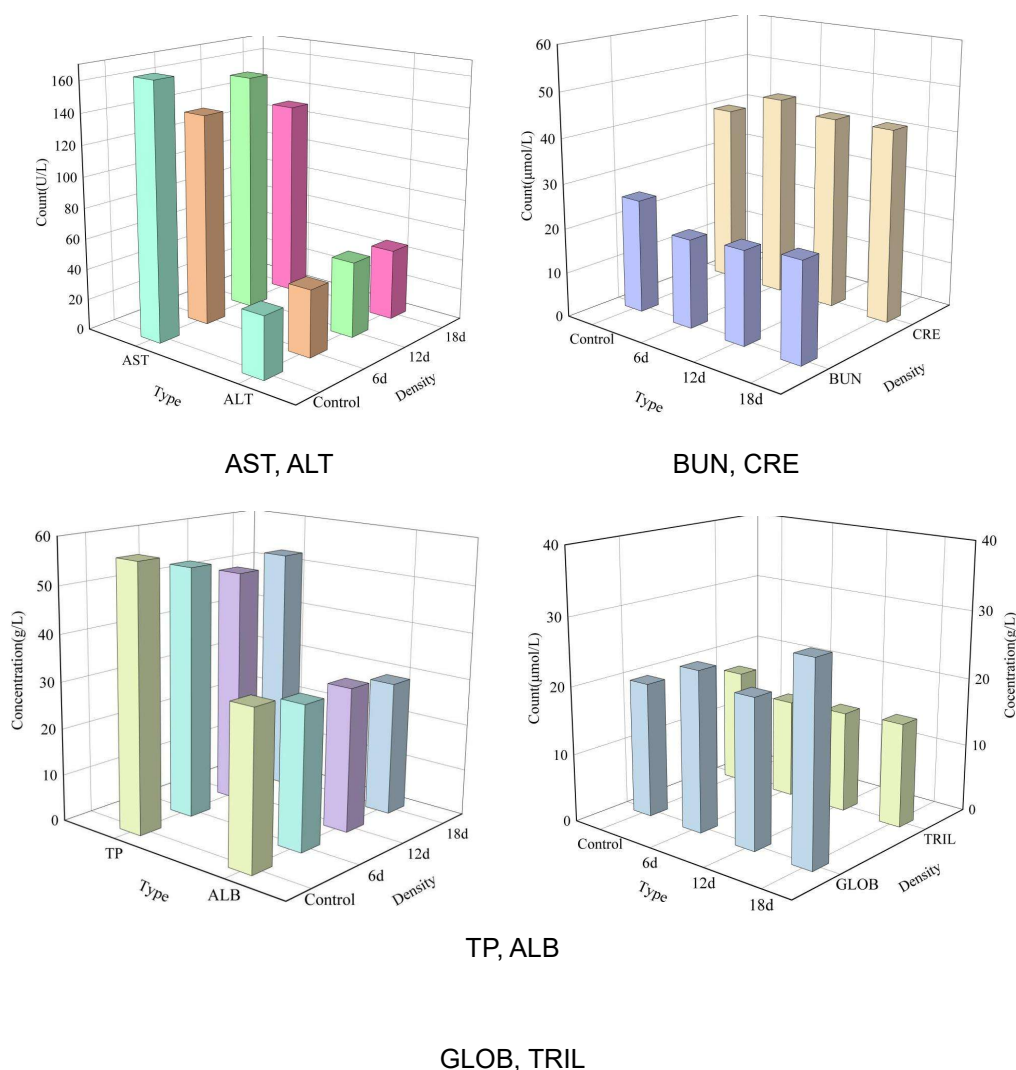 160
140
120
100
80
60
40
20
0
Count(U/L)
AST
ALT
Type
Control
6d
12d
18d
Density
AST, ALT
60
50
40
30
20
10
0
Count(μmol/L)
Control
6d
12d
18d
Type
BUN
CRE
Density
BUN, CRE
60
50
40
30
20
10
0
Concentration(g/L)
TP
ALB
Type
Control
6d
12d
18d
Density
TP, ALB
40
30
20
10
0
Count(μmol/L)
Control
6d
12d
18d
Type
GLOB
TRIL
Density
40
30
20
10
0
Cocentration(g/L)
GLOB, TRIL